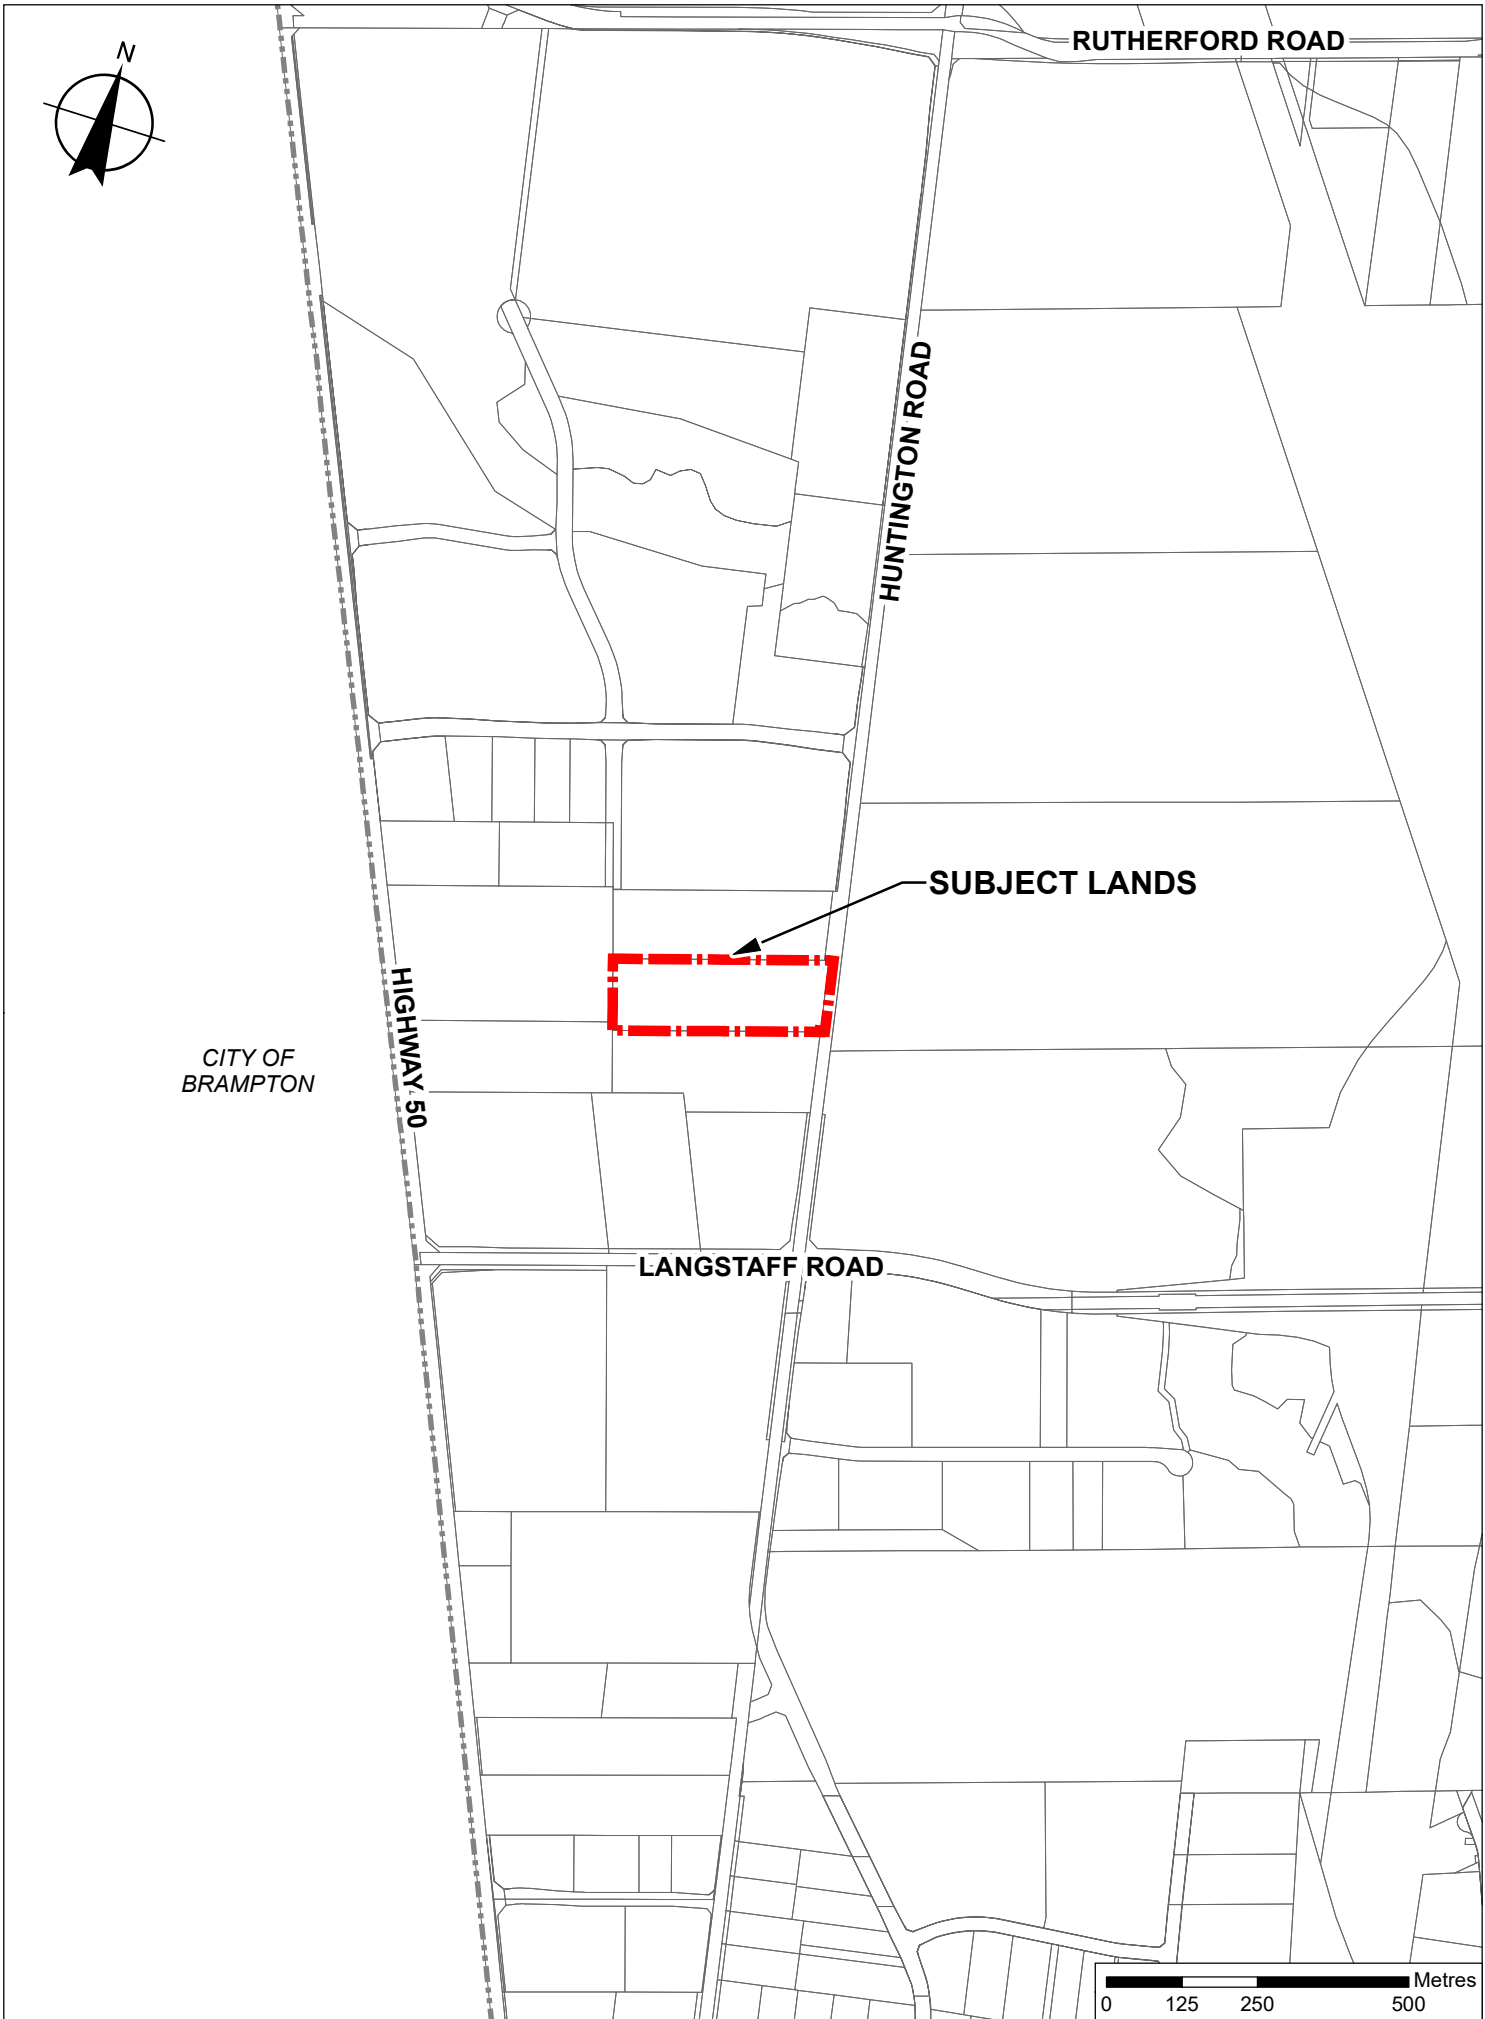 N
RUTHERFORD ROAD
HUNTINGTON ROAD
SUBJECT LANDS
HIGHWAY 50
CITY OF
BRAMPTON
LANGSTAFF ROAD
Metres
0 125 250 500